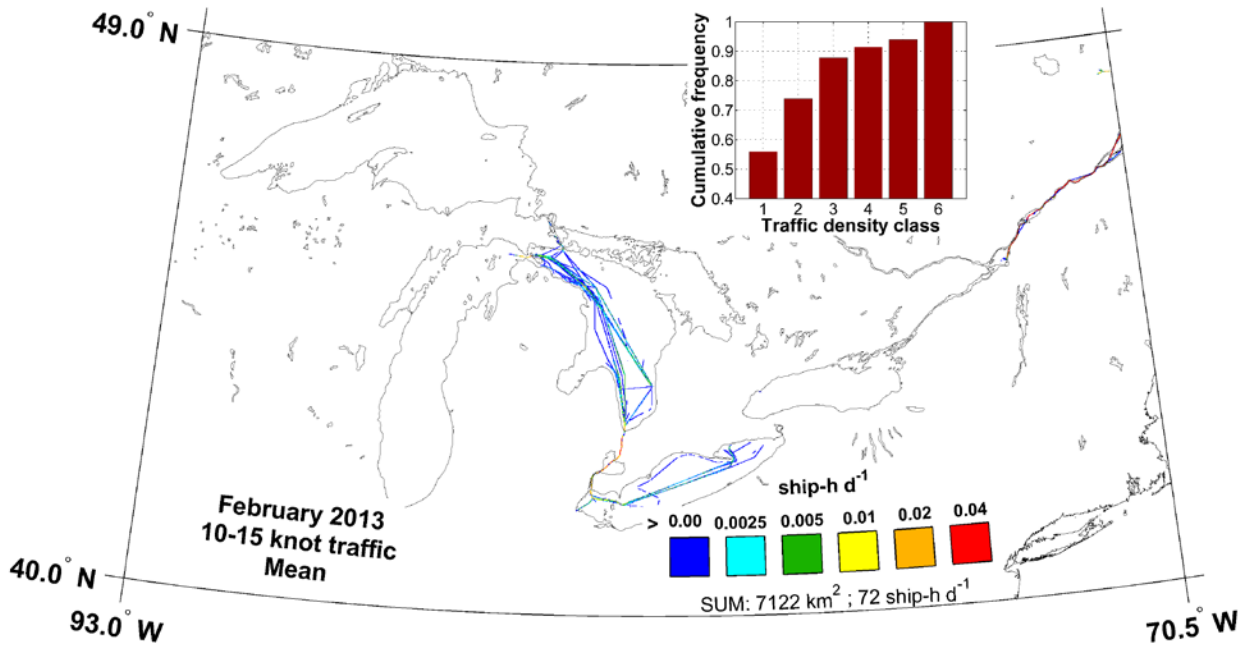 49.0° N
Cumulative frequency
1
0.9
0.8
0.7
0.6
0.5
0.4
1 2 3 4 5 6
Traffic density class
February 2013
10-15 knot traffic
Mean
ship-h d⁻¹
> 0.00 0.0025 0.005 0.01 0.02 0.04
SUM: 7122 km² ; 72 ship-h d⁻¹
40.0° N
93.0° W
70.5° W